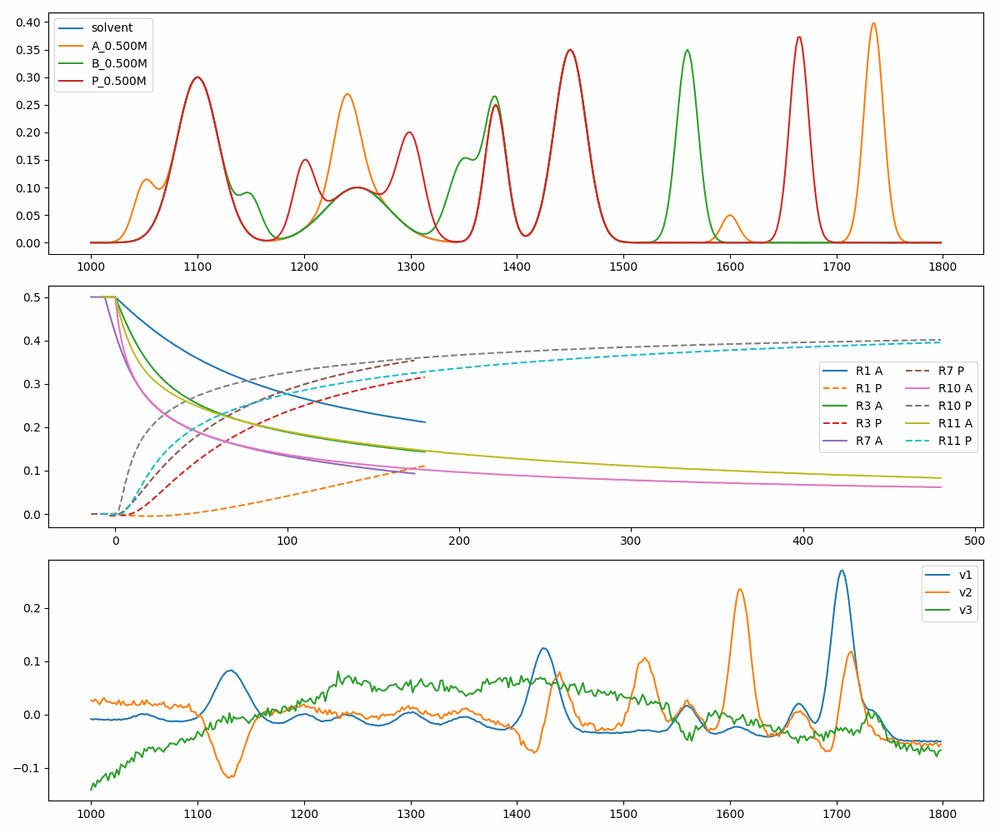 0.40
0.35
0.30
0.25
0.20
0.15
0.10
0.05
0.00
solvent
A_0.500M
B_0.500M
P_0.500M
1000 1100 1200 1300 1400 1500 1600 1700 1800
0.5
0.4
0.3
0.2
0.1
0.0
R1 A R7 P
R1 P R10 A
R3 A R10 P
R3 P R11 A
R7 A R11 P
0 100 200 300 400 500
0.2
0.1
0.0
−0.1
v1
v2
v3
1000 1100 1200 1300 1400 1500 1600 1700 1800